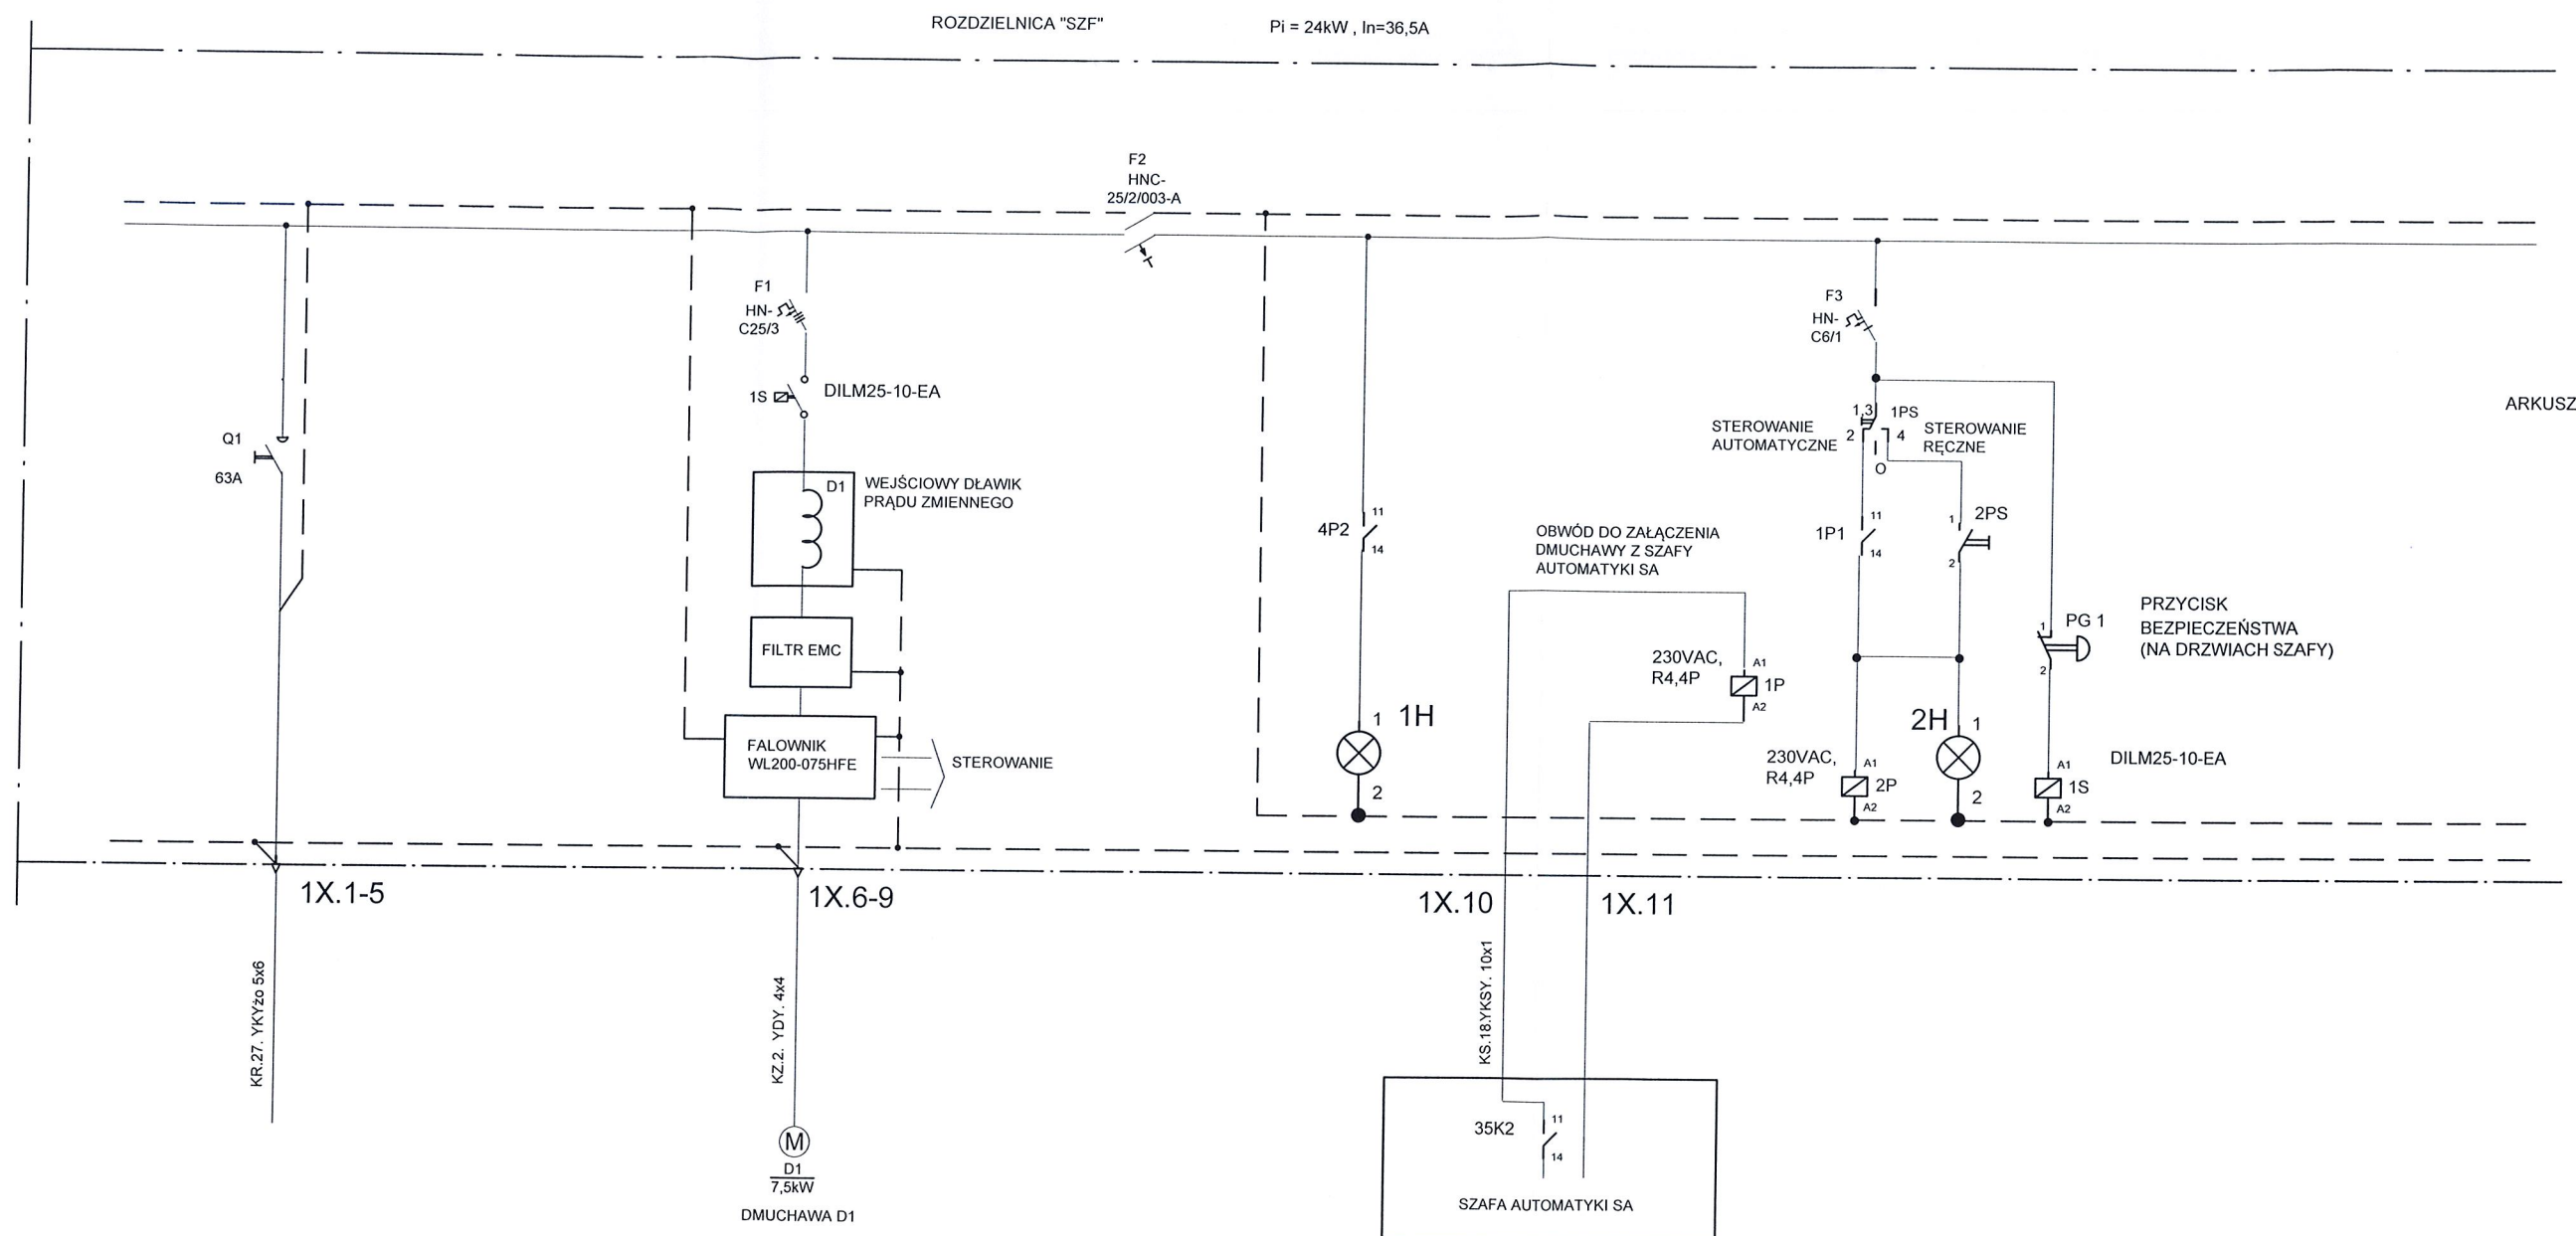 ROZDZIELNICA "SZF"
Pi = 24kW , In=36,5A
F2
HNC-
25/2/003-A
F1
HN-
C25/3
F3
HN-
C6/1
1S
DILM25-10-EA
ARKUSZ
Q1
63A
D1
WEJŚCIOWY DŁAWIK
PRĄDU ZMIENNEGO
1,3
1PS
STEROWANIE
AUTOMATYCZNE
2
4
STEROWANIE
RĘCZNE
O
4P2
11
14
OBWÓD DO ZAŁĄCZENIA
DMUCHAWY Z SZAFY
AUTOMATYKI SA
1P1
11
14
1
2PS
2
FILTR EMC
230VAC,
R4,4P
A1
1P
A2
1
PG 1
2
PRZYCISK
BEZPIECZEŃSTWA
(NA DRZWIACH SZAFY)
FALOWNIK
WL200-075HFE
STEROWANIE
1
1H
2
230VAC,
R4,4P
A1
2P
A2
2H
1
2
A1
1S
A2
DILM25-10-EA
1X.1-5
1X.6-9
1X.10
1X.11
KR.27. YKYżo 5x6
KZ.2. YDY. 4x4
KS.18.YKSY. 10x1
M
D1
7,5kW
DMUCHAWA D1
35K2
11
14
SZAFA AUTOMATYKI SA